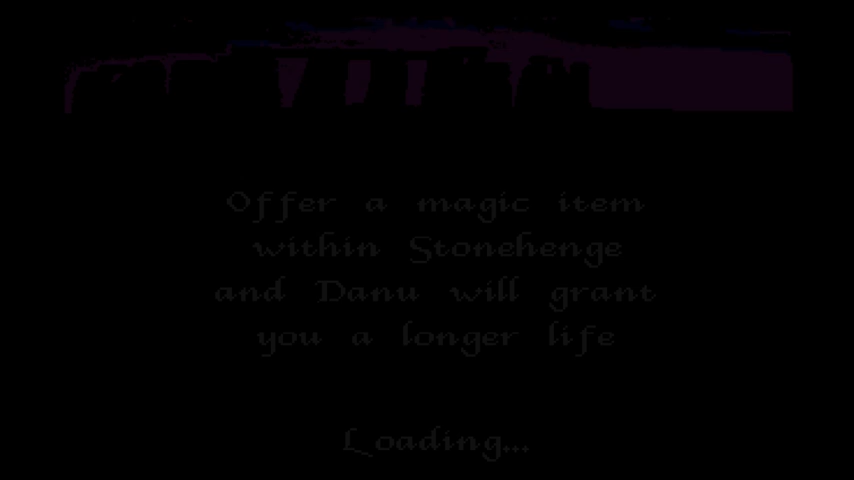 Offer a magic item
within Stonehenge
and Danu will grant
you a longer life
Loading...